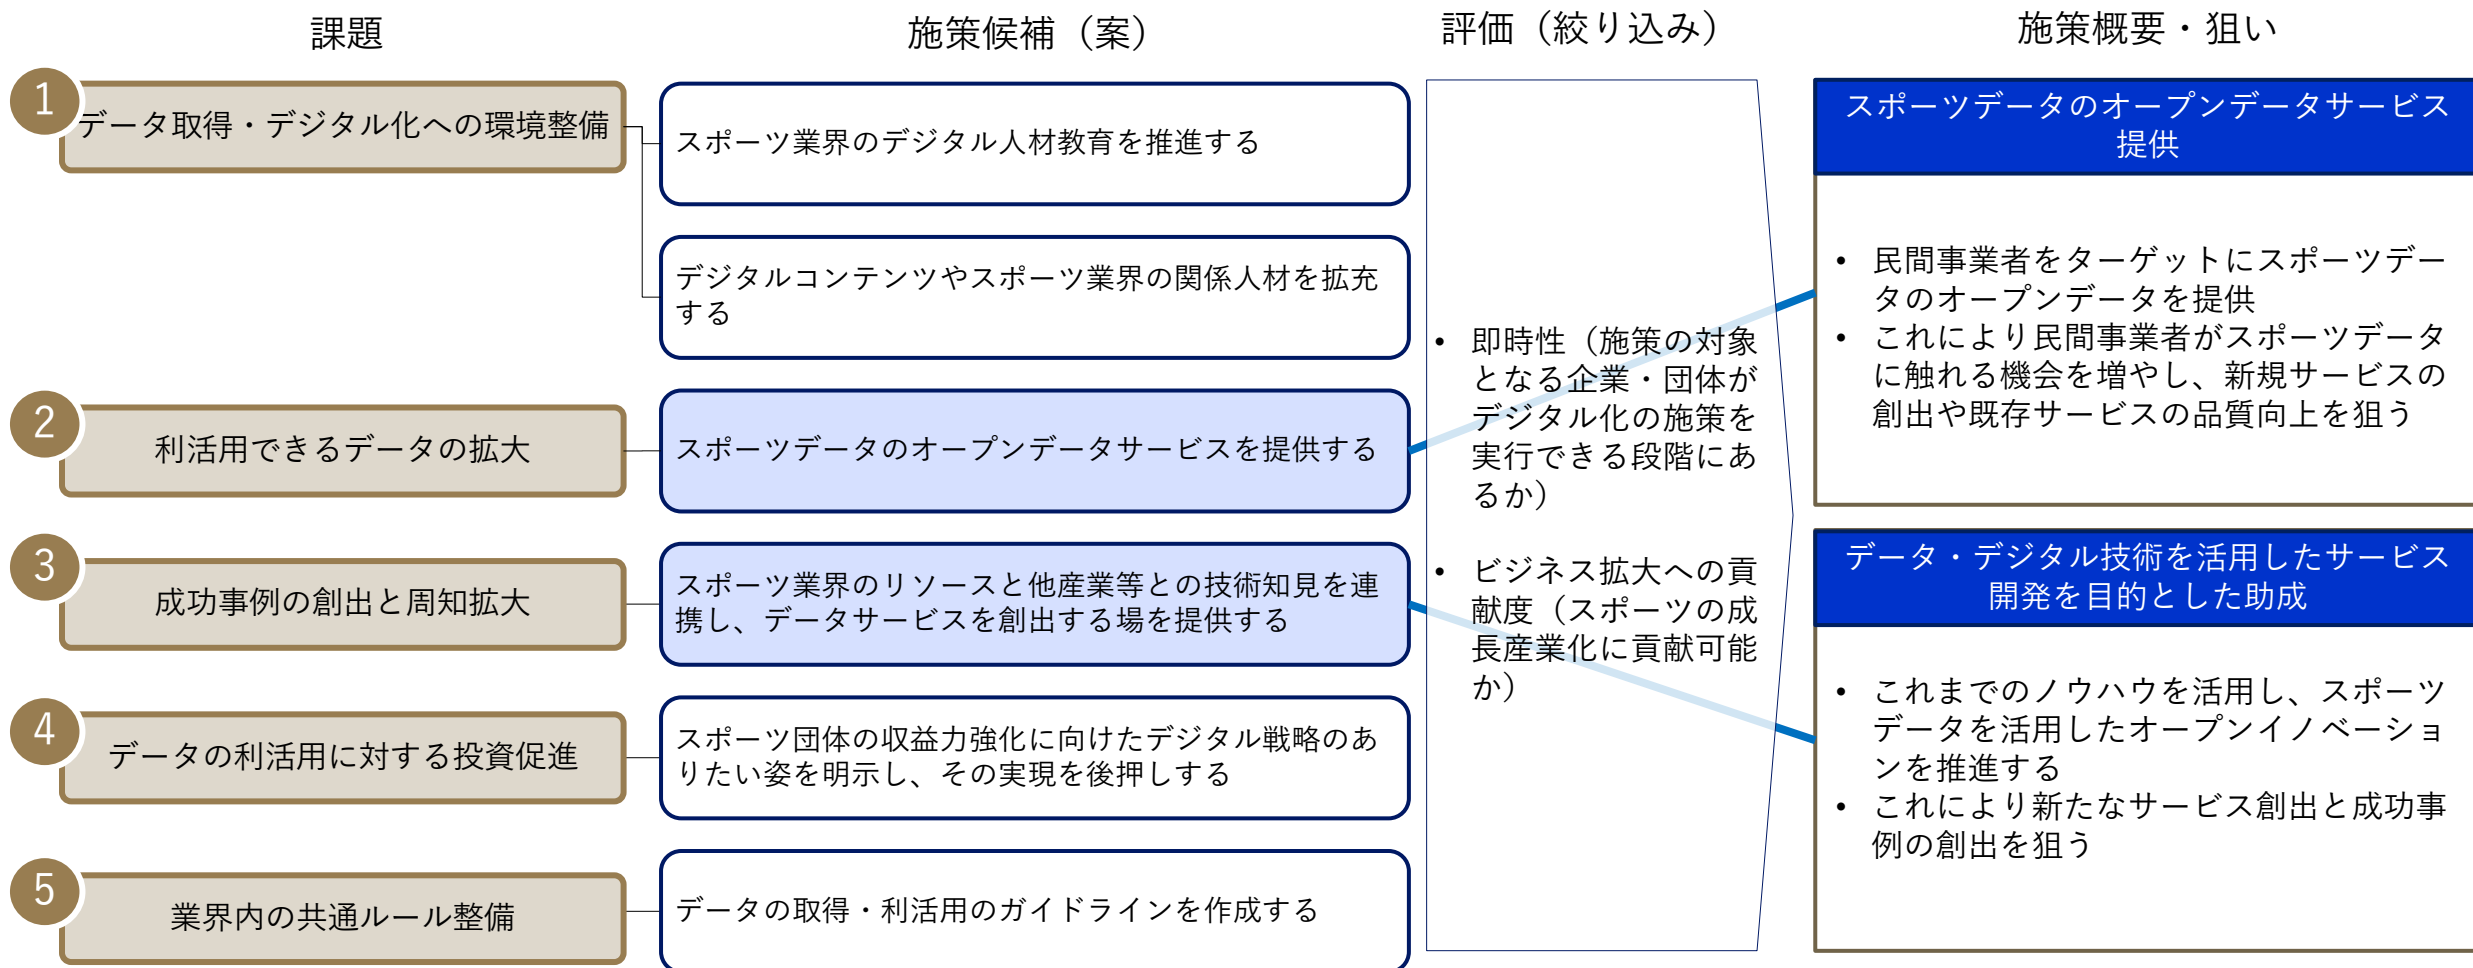 課題
施策候補（案）
評価（絞り込み）
施策概要・狙い
1
データ取得・デジタル化への環境整備
スポーツ業界のデジタル人材教育を推進する
デジタルコンテンツやスポーツ業界の関係人材を拡充
する
2
利活用できるデータの拡大
スポーツデータのオープンデータサービスを提供する
3
成功事例の創出と周知拡大
スポーツ業界のリソースと他産業等との技術知見を連
携し、データサービスを創出する場を提供する
4
データの利活用に対する投資促進
スポーツ団体の収益力強化に向けたデジタル戦略のあ
りたい姿を明示し、その実現を後押しする
5
業界内の共通ルール整備
データの取得・利活用のガイドラインを作成する
• 即時性（施策の対象
となる企業・団体が
デジタル化の施策を
実行できる段階にあ
るか）
• ビジネス拡大への貢
献度（スポーツの成
長産業化に貢献可能
か）
スポーツデータのオープンデータサービス
提供
• 民間事業者をターゲットにスポーツデー
タのオープンデータを提供
• これにより民間事業者がスポーツデータ
に触れる機会を増やし、新規サービスの
創出や既存サービスの品質向上を狙う
データ・デジタル技術を活用したサービス
開発を目的とした助成
• これまでのノウハウを活用し、スポーツ
データを活用したオープンイノベーショ
ンを推進する
• これにより新たなサービス創出と成功事
例の創出を狙う